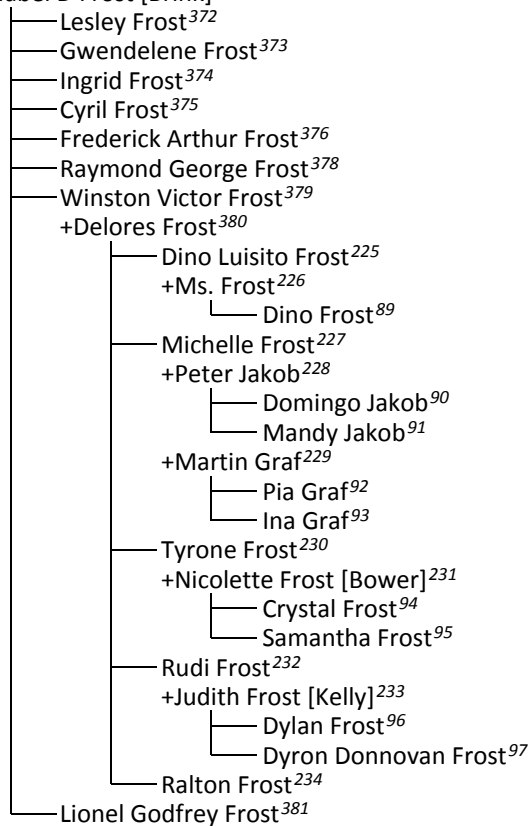 Lesley Frost372
Gwendelene Frost373
Ingrid Frost374
Cyril Frost375
Frederick Arthur Frost376
Raymond George Frost378
Winston Victor Frost379
+Delores Frost380
Dino Luisito Frost225
+Ms. Frost226
Dino Frost89
Michelle Frost227
+Peter Jakob228
Domingo Jakob90
Mandy Jakob91
+Martin Graf229
Pia Graf92
Ina Graf93
Tyrone Frost230
+Nicolette Frost [Bower]231
Crystal Frost94
Samantha Frost95
Rudi Frost232
+Judith Frost [Kelly]233
Dylan Frost96
Dyron Donnovan Frost97
Ralton Frost234
Lionel Godfrey Frost381